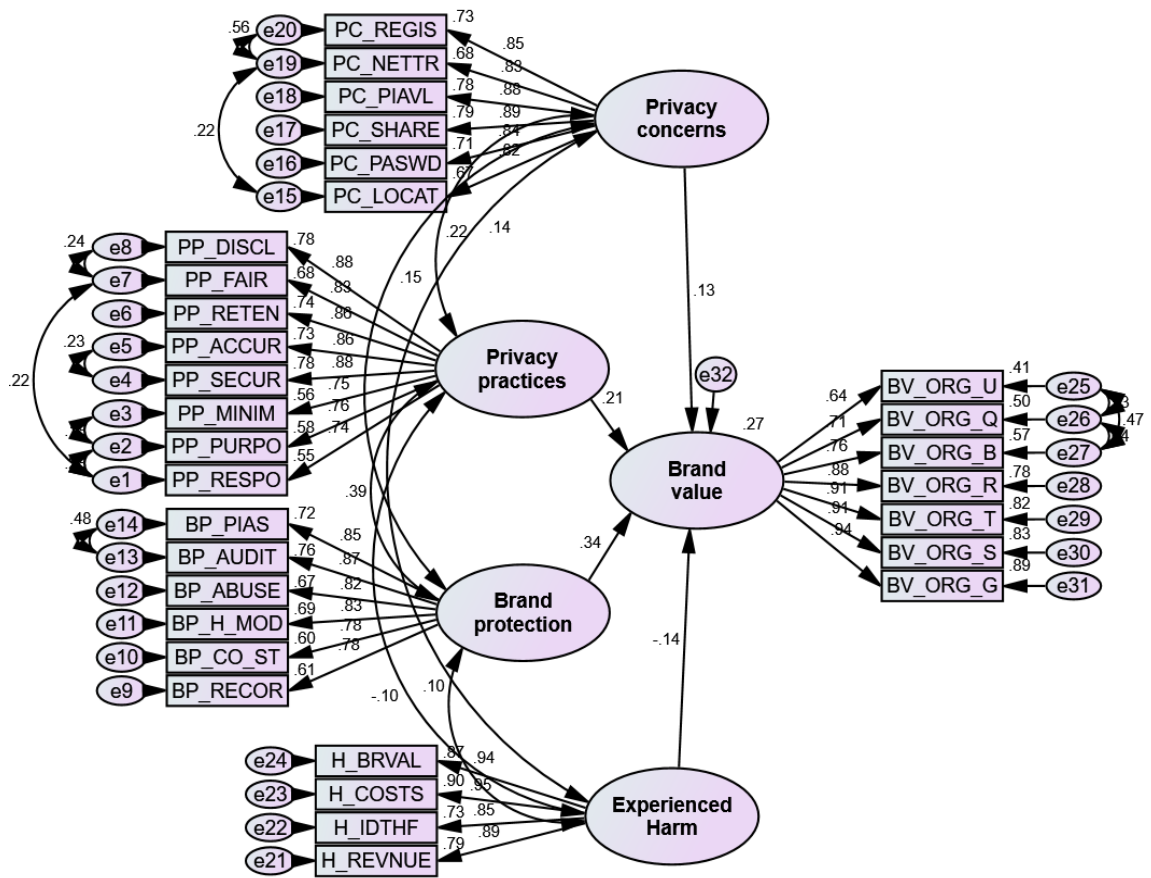 .56
e20
PC_REGIS
.73
.85
e19
PC_NETTR
.68
.83
e18
PC_PIAVL
.78
.88
e17
PC_SHARE
.79
.89
e16
PC_PASWD
.71
.84
e15
PC_LOCAT
.67
.82
.22
Privacy
concerns
.22
.14
.15
.13
.24
e8
PP_DISCL
.78
.88
e7
PP_FAIR
.68
.83
e6
PP_RETEN
.74
.86
.23
e5
PP_ACCUR
.73
.86
e4
PP_SECUR
.78
.88
.22
e3
PP_MINIM
.56
.75
e2
PP_PURPO
.58
.76
e1
PP_RESPO
.55
.74
Privacy
practices
.21
e32
.27
Brand
value
.64
BV_ORG_U
.41
e25
.71
BV_ORG_Q
.50
e26
.47
.76
BV_ORG_B
.57
e27
.88
BV_ORG_R
.78
e28
.91
BV_ORG_T
.82
e29
.91
BV_ORG_S
.83
e30
.94
BV_ORG_G
.89
e31
.39
.48
e14
BP_PIAS
.72
.85
e13
BP_AUDIT
.76
.87
e12
BP_ABUSE
.67
.82
e11
BP_H_MOD
.69
.83
e10
BP_CO_ST
.60
.78
e9
BP_RECOR
.61
.78
Brand
protection
.34
-.14
-.10
.10
e24
H_BRVAL
.87
.94
e23
H_COSTS
.90
.95
e22
H_IDTHF
.73
.85
e21
H_REVNUE
.79
.89
Experienced
Harm